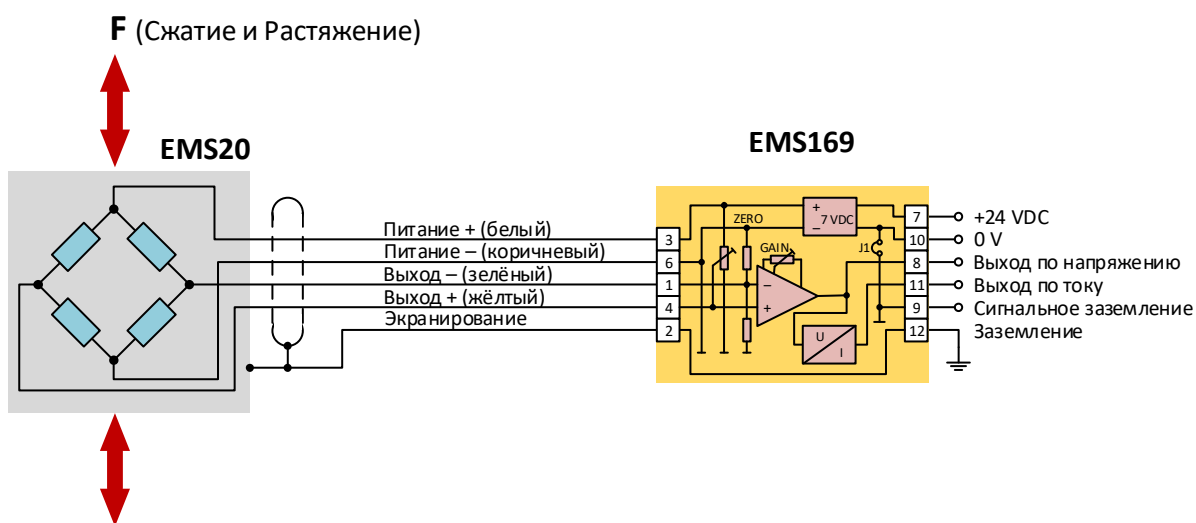 F (Сжатие и Растяжение)
EMS20
EMS169
Питание + (белый)
Питание – (коричневый)
Выход – (зелёный)
Выход + (жёлтый)
Экранирование
3
6
1
4
2
ZERO
GAIN
+
7 VDC
–
J1
–
+
U
I
7
+24 VDC
10
0 V
8
Выход по напряжению
11
Выход по току
9
Сигнальное заземление
12
Заземление